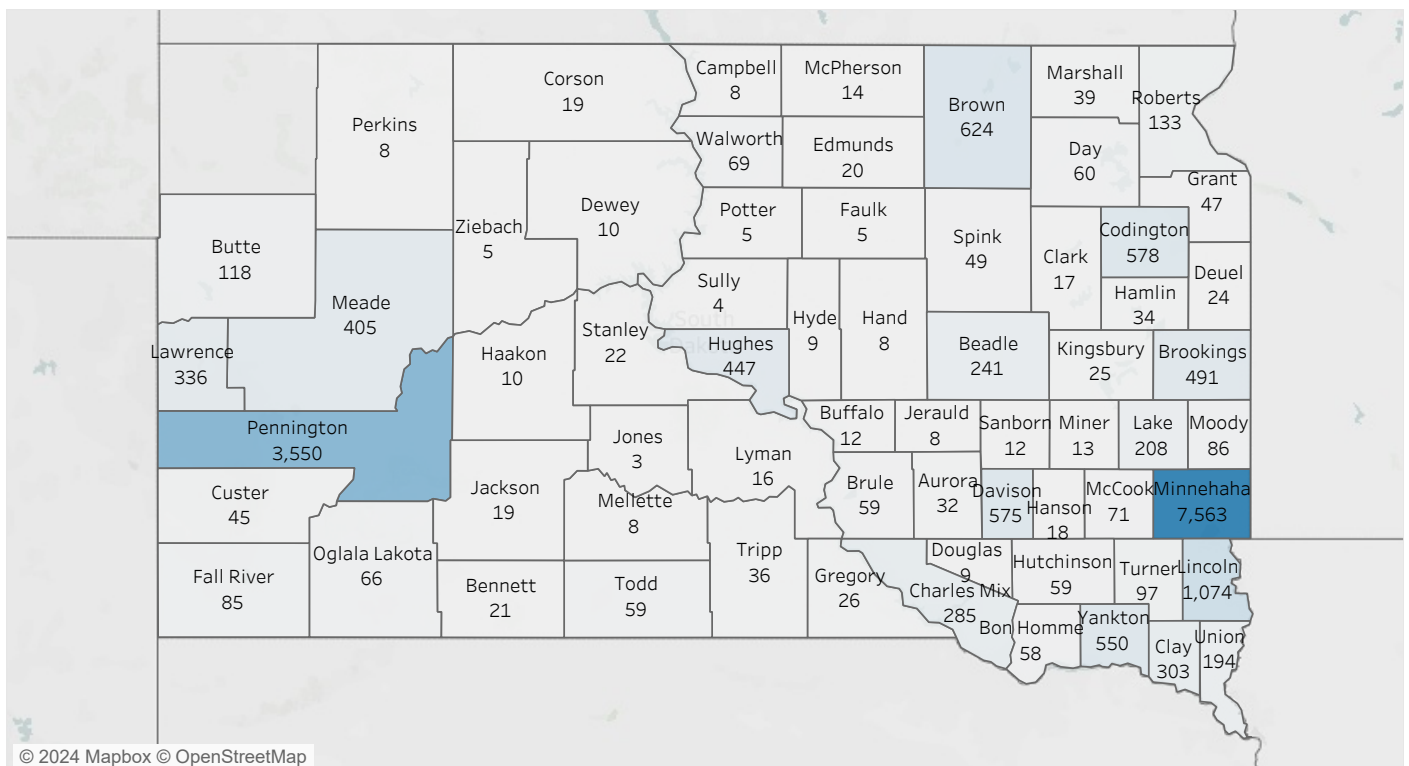 Corson
19
Campbell
8
McPherson
14
Brown
624
Marshall
39
Roberts
133
Perkins
8
Walworth
69
Edmunds
20
Day
60
Grant
47
Butte
118
Ziebach
5
Dewey
10
Potter
5
Faulk
5
Spink
49
Clark
17
Codington
578
Deuel
24
Hamlin
34
Meade
405
Sully
4
Hyde
9
Hand
8
South
Dakota
Lawrence
336
Haakon
10
Stanley
22
Hughes
447
Beadle
241
Kingsbury
25
Brookings
491
Pennington
3,550
Jones
3
Lyman
16
Buffalo
12
Jerauld
8
Sanborn
12
Miner
13
Lake
208
Moody
86
Custer
45
Jackson
19
Mellette
8
Brule
59
Aurora
32
Davison
575
Hanson
18
McCook
71
Minnehaha
7,563
Fall River
85
Oglala Lakota
66
Bennett
21
Todd
59
Tripp
36
Gregory
26
Douglas
9
Charles Mix
285
Hutchinson
59
Turner
97
Lincoln
1,074
Bon Homme
58
Yankton
550
Clay
303
Union
194
© 2024 Mapbox © OpenStreetMap